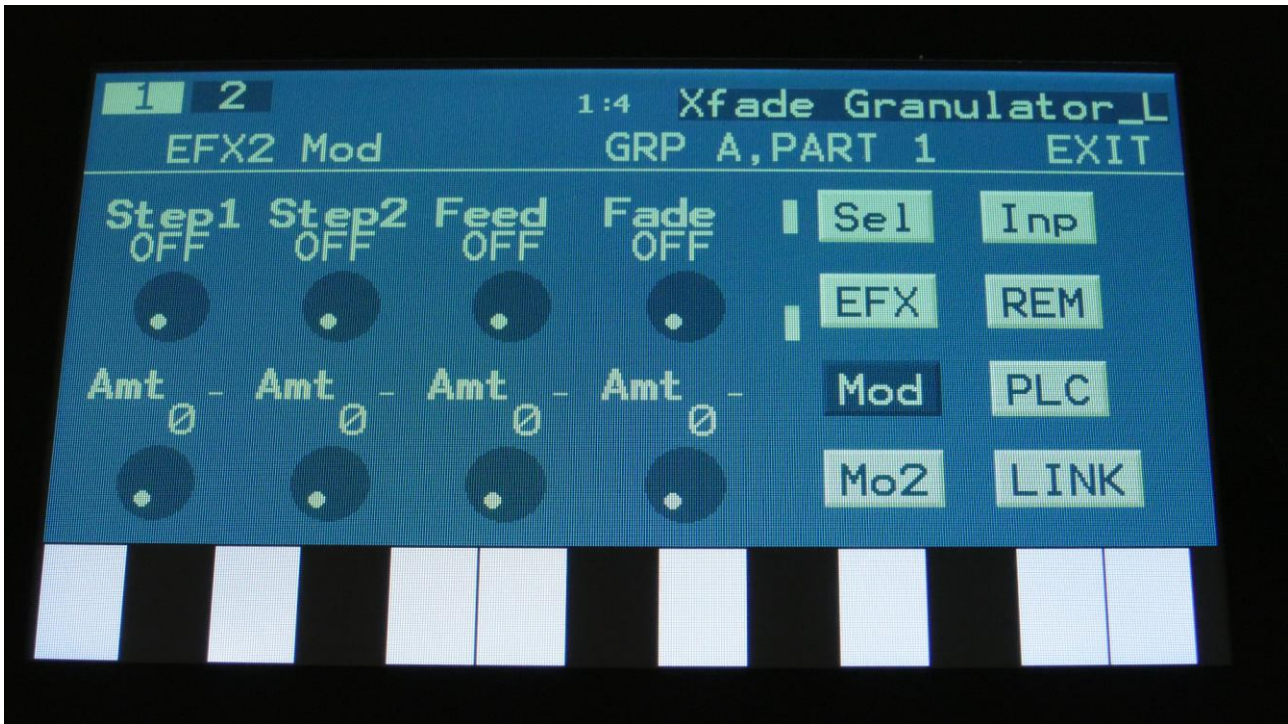 1 2 1:4 Xfade Granulator_L
EFX2 Mod GRP A,PART 1 EXIT
Step1 Step2 Feed Fade Sel Inp
OFF OFF OFF OFF
EFX REM
Amt - Amt - Amt - Amt - Mod PLC
0 0 0 0
Mo2 LINK